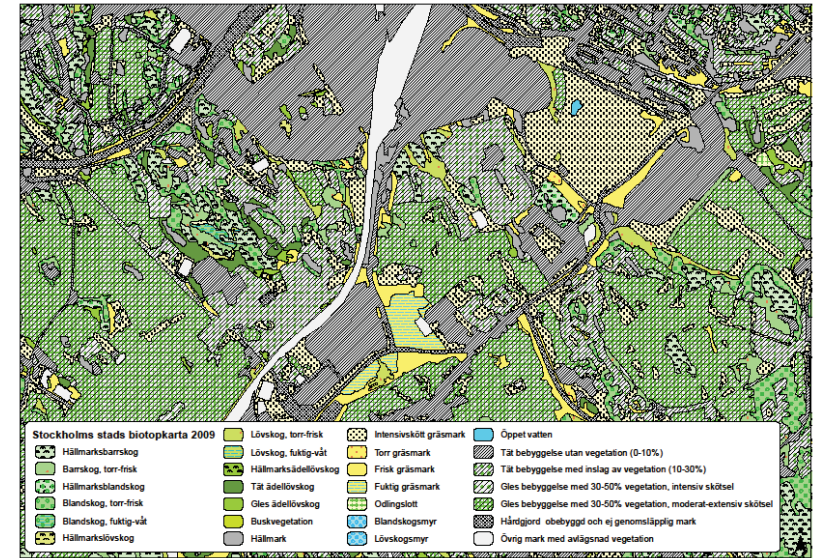 Stockholms stads biotopkarta 2009
Hällmarksbarrskog
Barrskog, torr-frisk
Hällmarksblandskog
Blandskog, torr-frisk
Blandskog, fuktig-våt
Hällmarkslövskog
Lövskog, torr-frisk
Lövskog, fuktig-våt
Hällmarksädellövskog
Tät ädellövskog
Gles ädellövskog
Buskvegetation
Hällmark
Intensivskött gräsmark
Torr gräsmark
Frisk gräsmark
Fuktig gräsmark
Odlingslott
Blandskogsmyr
Lövskogsmyr
Öppet vatten
Tät bebyggelse utan vegetation (0-10%)
Tät bebyggelse med inslag av vegetation (10-30%)
Gles bebyggelse med 30-50% vegetation, intensiv skötsel
Gles bebyggelse med 30-50% vegetation, moderat-extensiv skötsel
Hårdgjord obebyggd och ej genomsläpplig mark
Övrig mark med avlägsnad vegetation